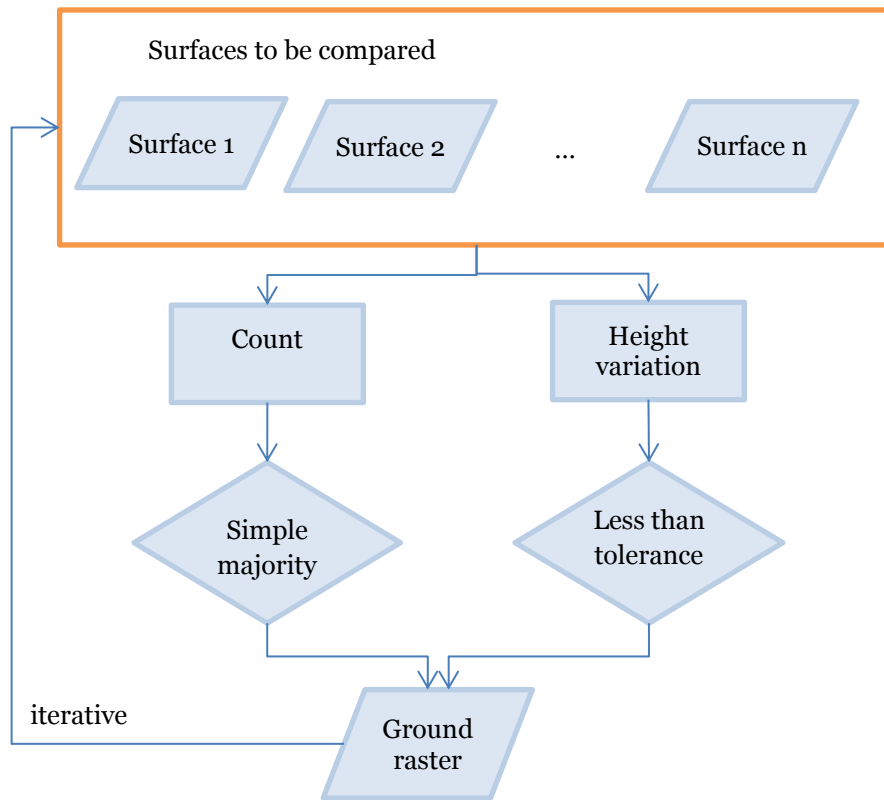 Surfaces to be compared
Surface 1
Surface 2
...
Surface n
Count
Height
variation
Simple
majority
Less than
tolerance
iterative
Ground
raster